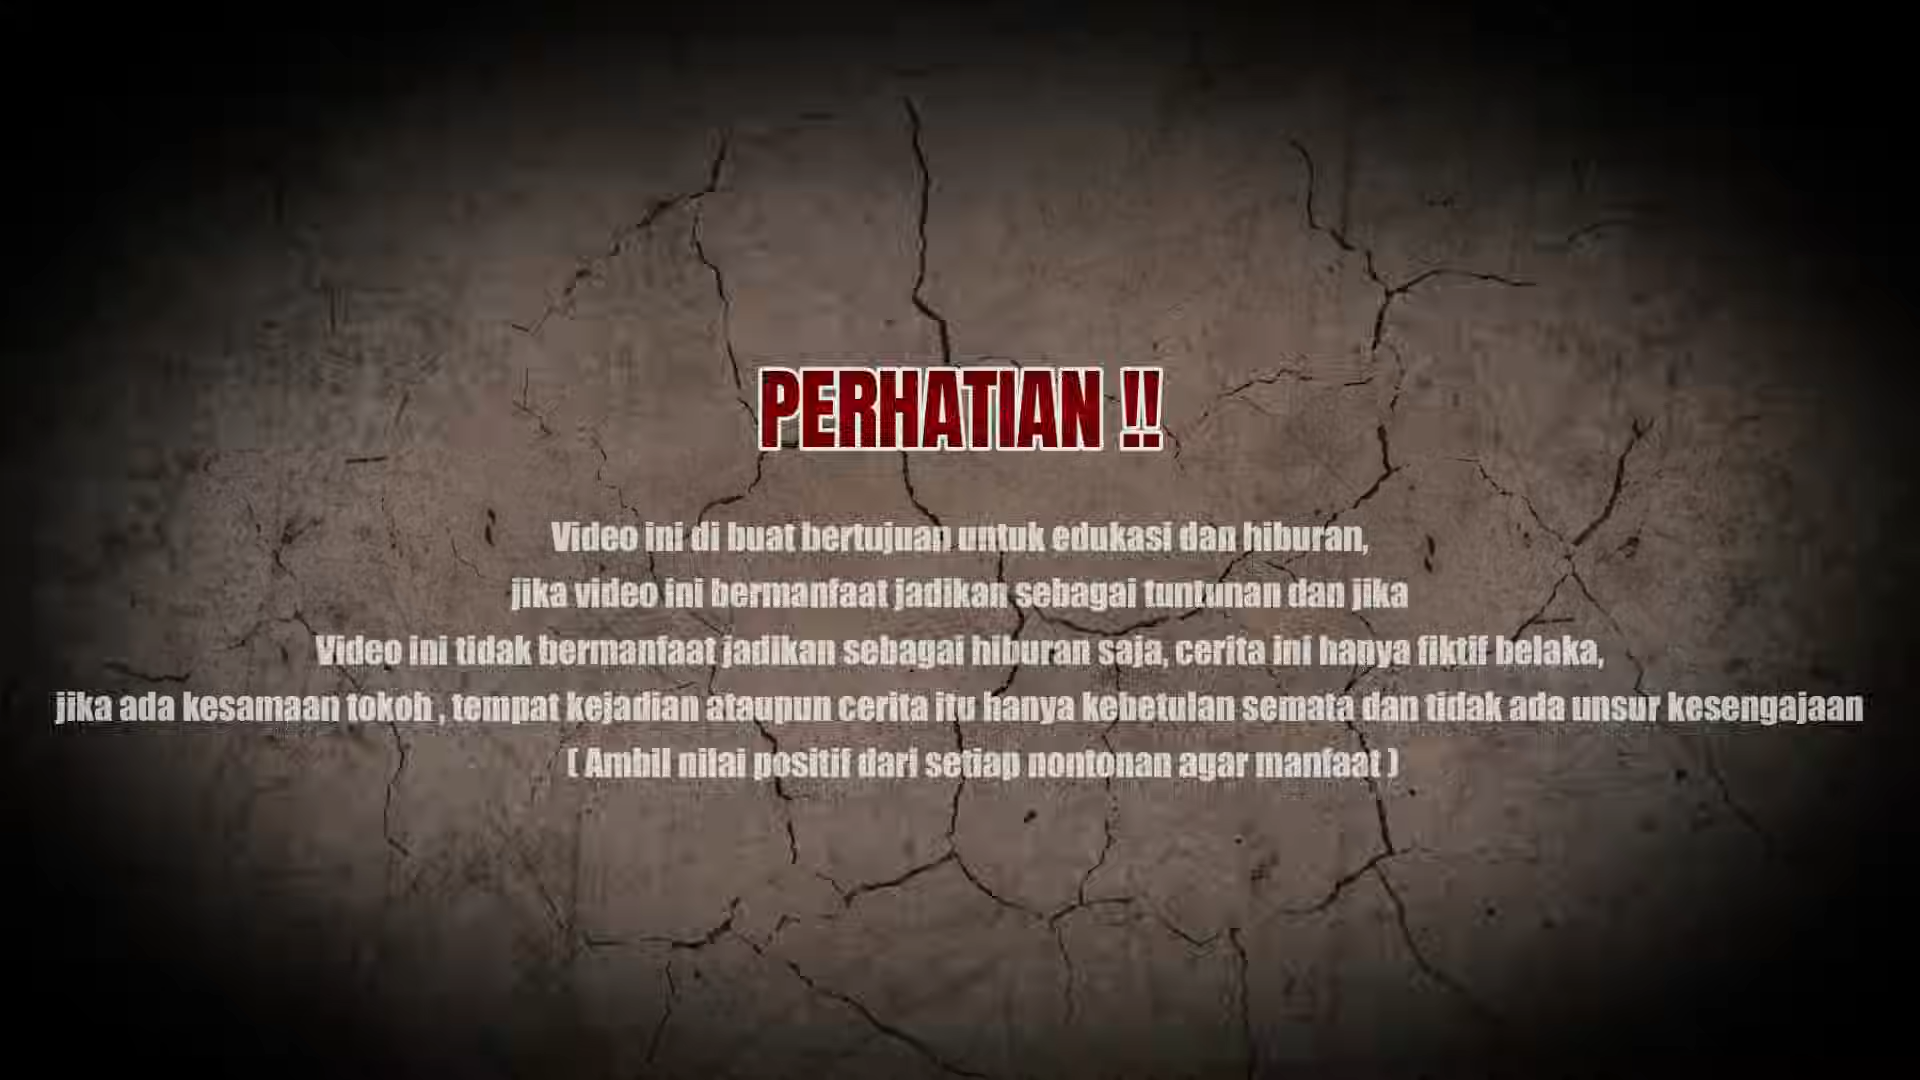 PERHATIAN !!
Video ini di buat bertujuan untuk edukasi dan hiburan,
jika video ini bermanfaat jadikan sebagai tuntunan dan jika
Video ini tidak bermanfaat jadikan sebagai hiburan saja, cerita ini hanya fiktif belaka,
jika ada kesamaan tokoh , tempat kejadian ataupun cerita itu hanya kebetulan semata dan tidak ada unsur kesengajaan
( Ambil nilai positif dari setiap nontonan agar manfaat )